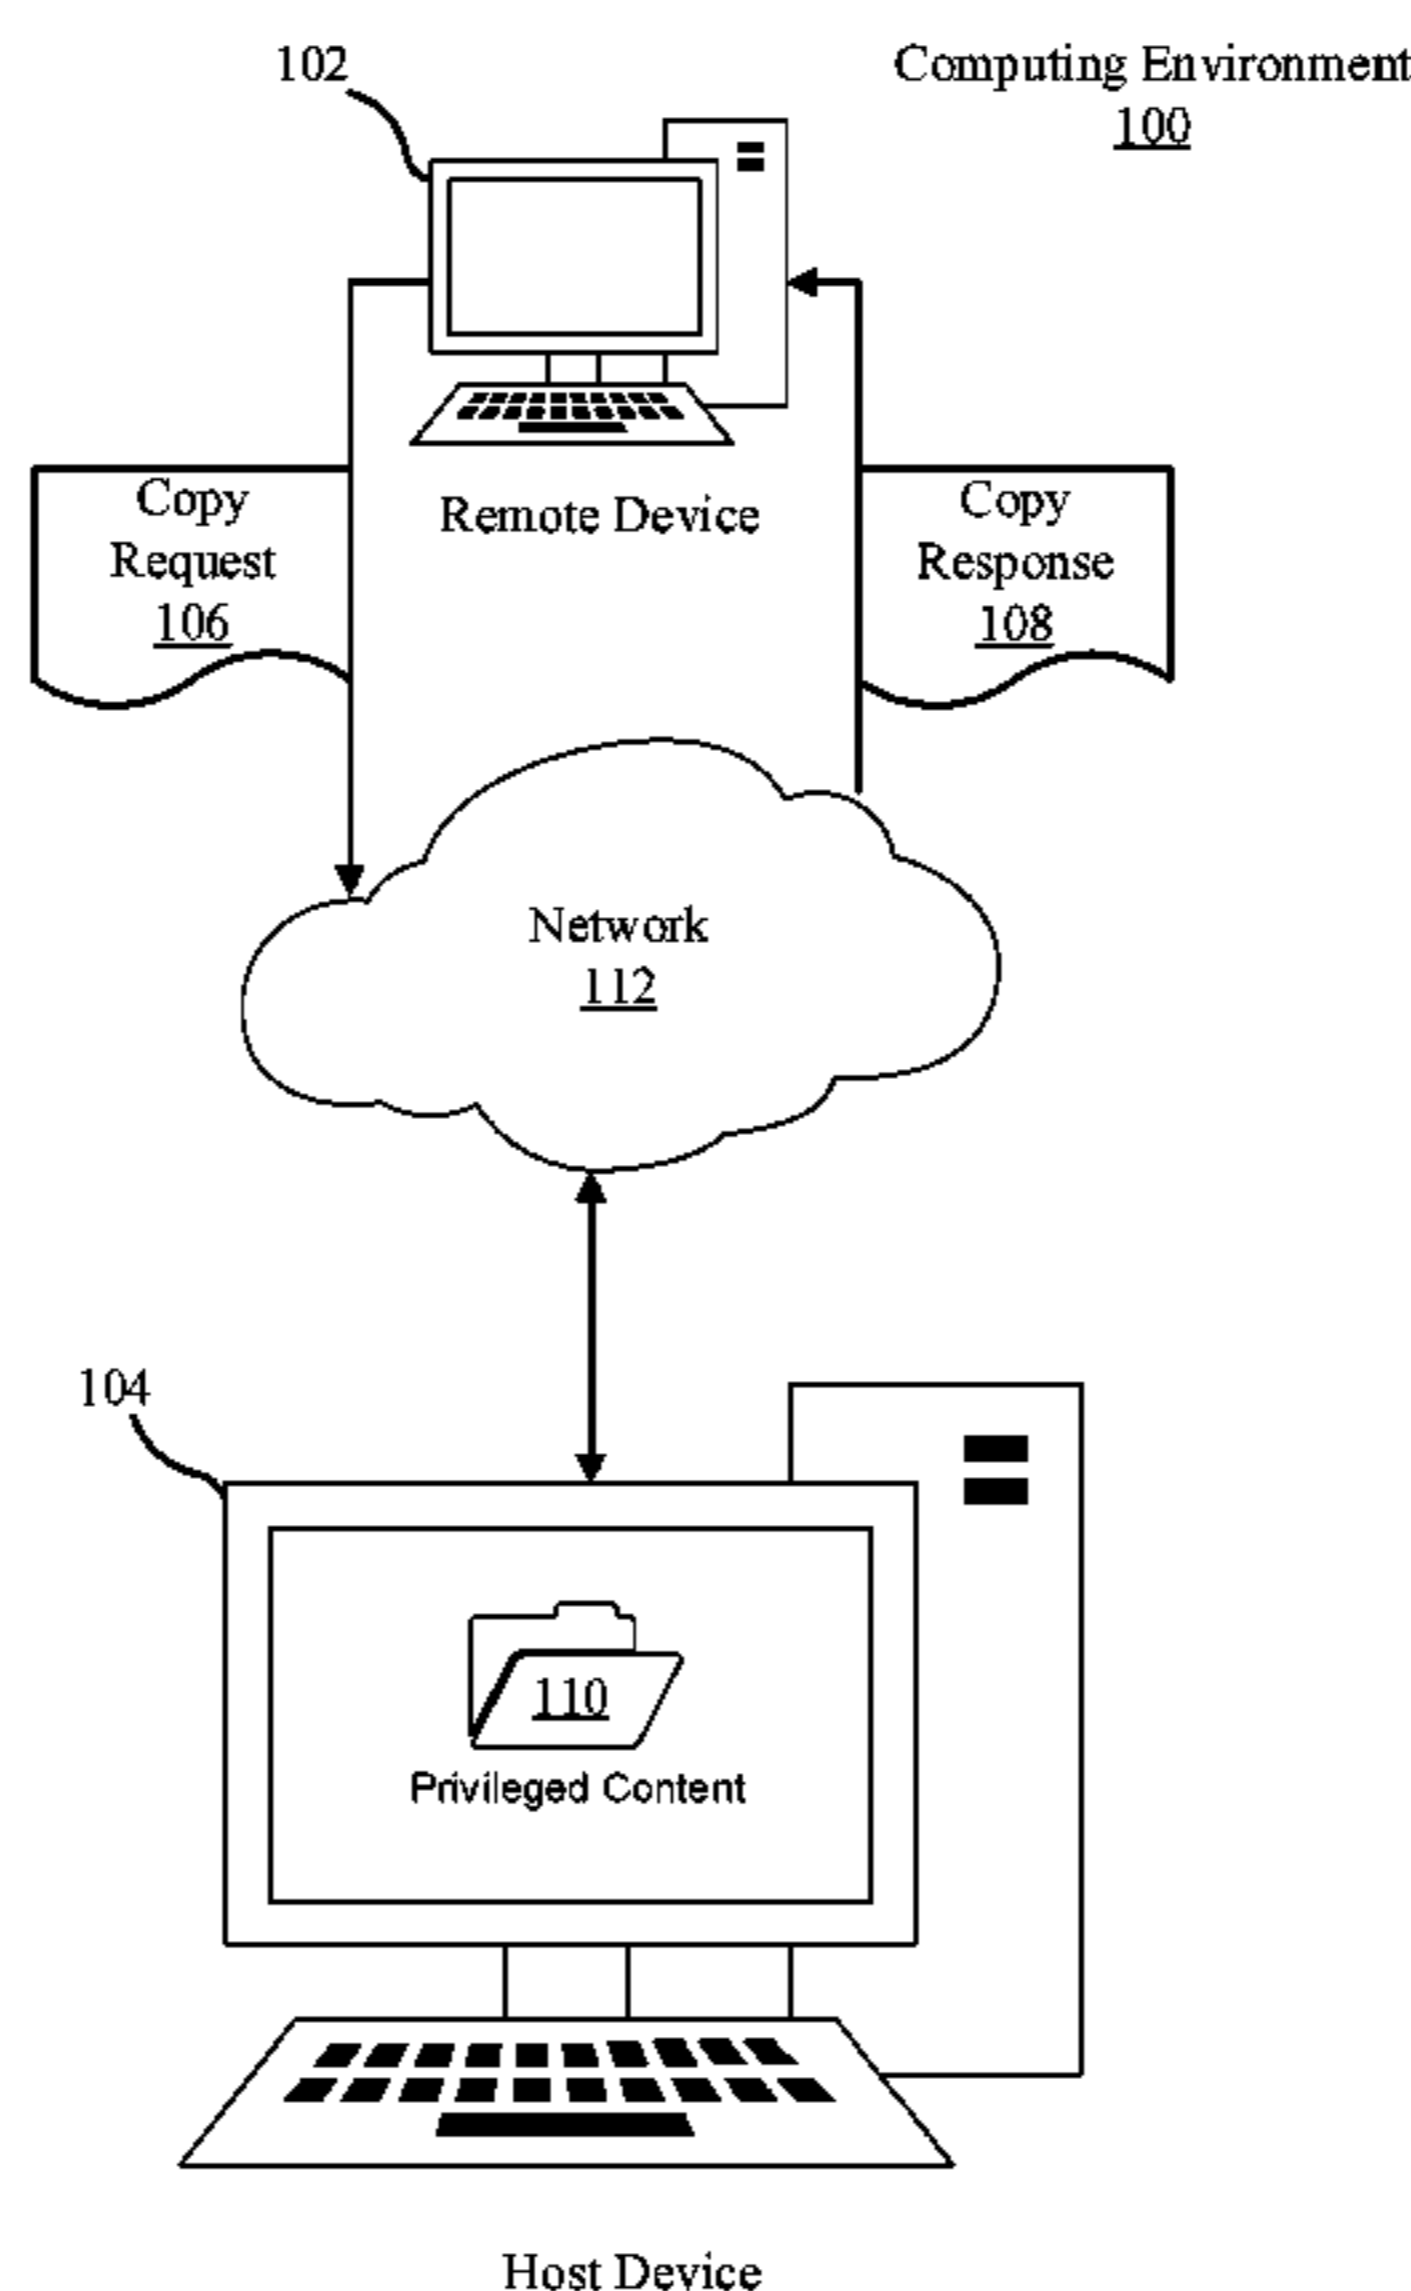 102
Computing Environment
100
Copy
Request
106
Remote Device
Copy
Response
108
Network
112
104
110
Privileged Content
Host Device